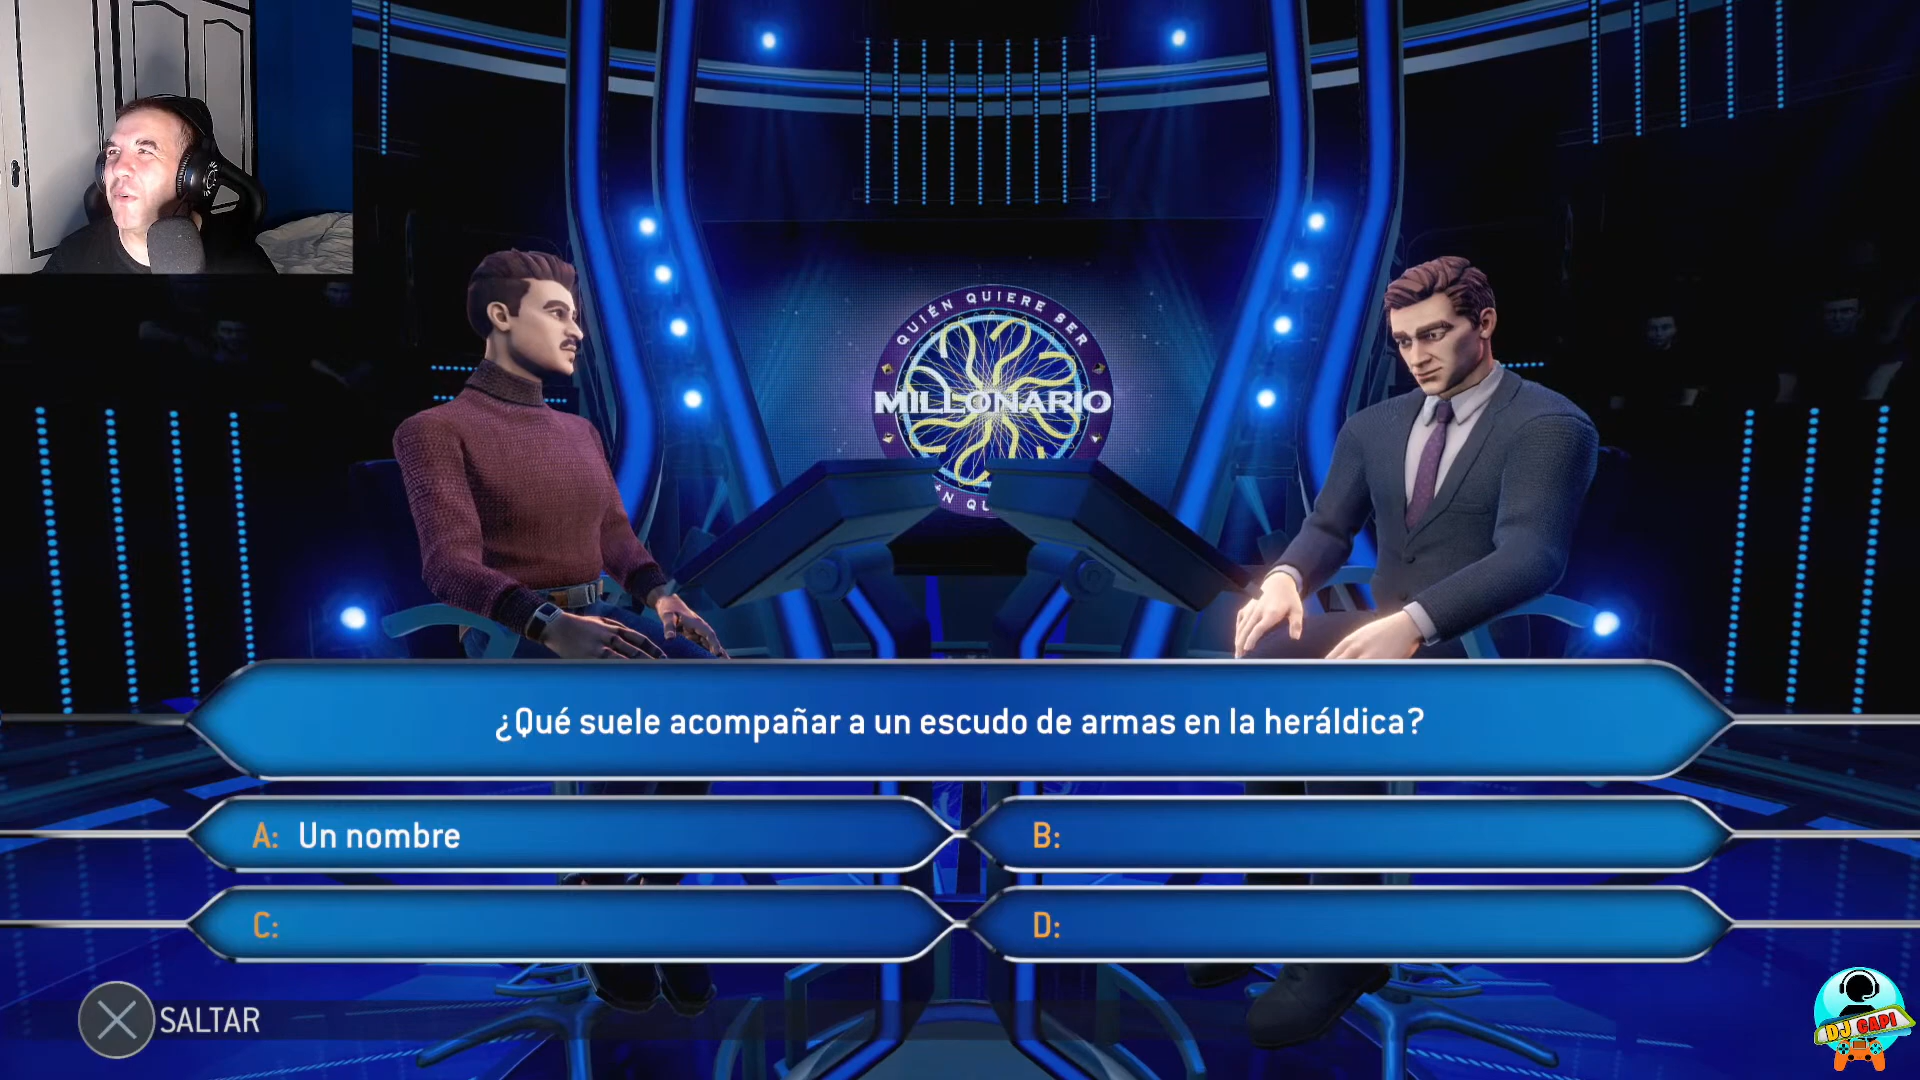 QUIÉN QUIERE SER
MILLONARIO
¿Qué suele acompañar a un escudo de armas en la heráldica?
A: Un nombre
B:
C:
D:
SALTAR
DJ CAPI